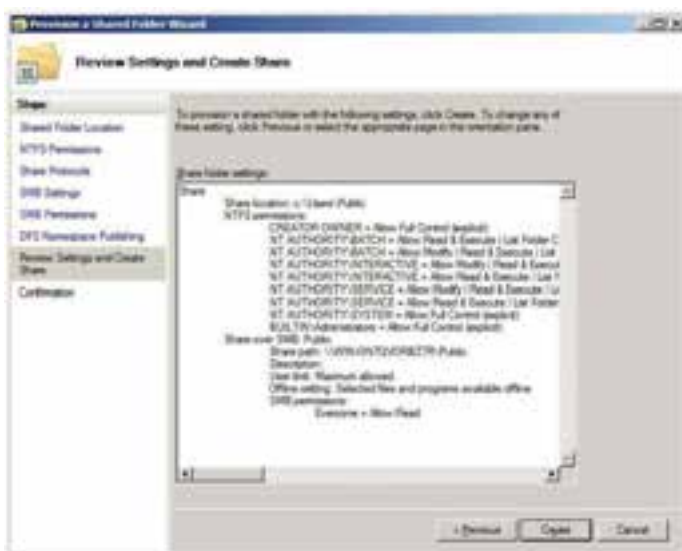 Provision a Shared Folder Wizard
Review Settings and Create Share
Share
Shared Folder Location
NTFS Permissions
Share Protocols
SMB Settings
SMB Permissions
DFS Namespace Publishing
Review Settings and Create
Share
Confirmation
To provision a shared folder with the following settings, click Create. To change any of
these setting, click Previous or select the appropriate page in the orientation pane.
Share folder settings:
Share
Share location: c:\Users\Public
NTFS permissions:
CREATOR OWNER = Allow Full Control (explicit)
NT AUTHORITY\BATCH = Allow Read & Execute | List Folder C
NT AUTHORITY\BATCH = Allow Modify | Read & Execute | List
NT AUTHORITY\INTERACTIVE = Allow Modify | Read & Execut
NT AUTHORITY\INTERACTIVE = Allow Read & Execute | List
NT AUTHORITY\SERVICE = Allow Modify | Read & Execute |
NT AUTHORITY\SERVICE = Allow Read & Execute | List Folder
NT AUTHORITY\SYSTEM = Allow Full Control (explicit)
BUILTIN\Administrators = Allow Full Control (explicit)
Share over SMB: Public
Share path: \Public
Description:
User limit: Maximum allowed
Offline setting: Selected files and programs available offline
SMB permissions:
Everyone = Allow Read
< Previous
Create
Cancel